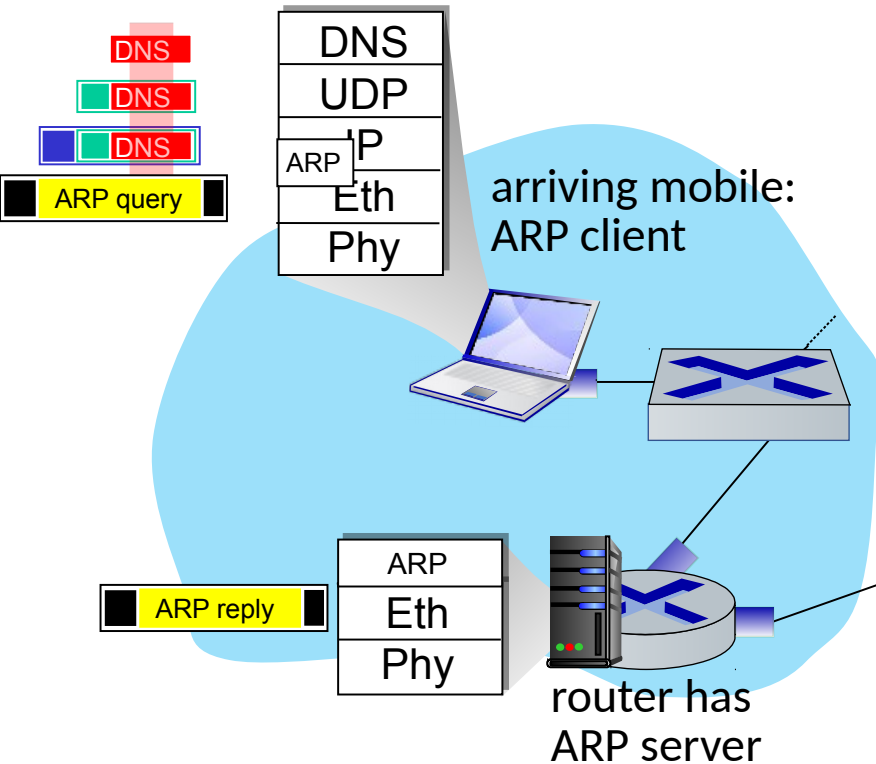 DNS
DNS
DNS
ARP query
DNS
UDP
IP
ARP
Eth
Phy
arriving mobile:
ARP client
ARP reply
ARP
Eth
Phy
router has
ARP server